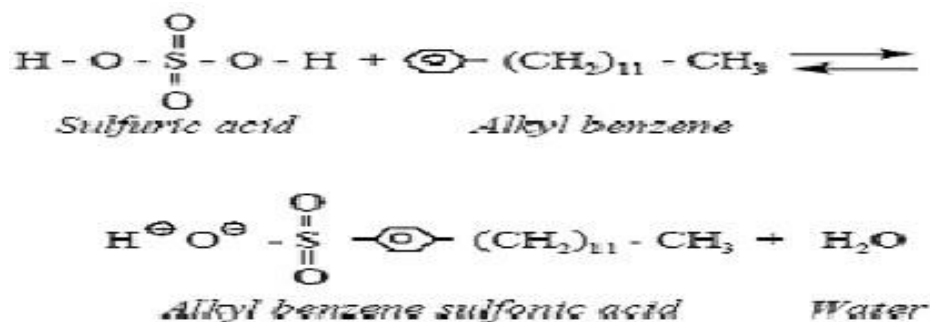 O
H - O - S - O - H + (CH₂)₁₁ - CH₃ ⇌
O
Sulfuric acid Alkyl benzene
O
H⊖ O⊖ - S (CH₂)₁₁ - CH₃ + H₂O
O
Alkyl benzene sulfonic acid Water